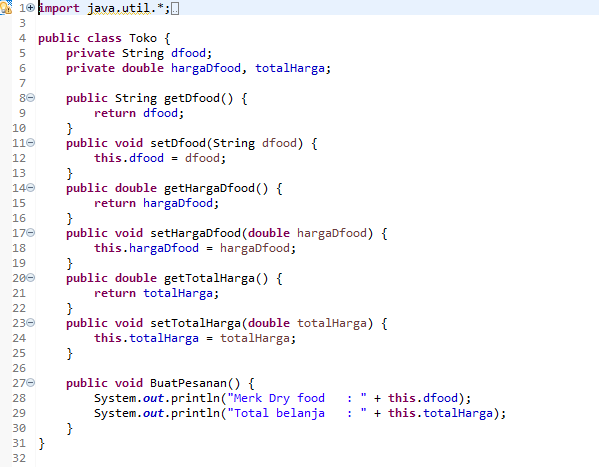 1 import java.util.*;
3
4 public class Toko {
5     private String dfood;
6     private double hargaDfood, totalHarga;
7
8     public String getDfood() {
9         return dfood;
10     }
11     public void setDfood(String dfood) {
12         this.dfood = dfood;
13     }
14     public double getHargaDfood() {
15         return hargaDfood;
16     }
17     public void setHargaDfood(double hargaDfood) {
18         this.hargaDfood = hargaDfood;
19     }
20     public double getTotalHarga() {
21         return totalHarga;
22     }
23     public void setTotalHarga(double totalHarga) {
24         this.totalHarga = totalHarga;
25     }
26
27     public void BuatPesanan() {
28         System.out.println("Merk Dry food   : " + this.dfood);
29         System.out.println("Total belanja   : " + this.totalHarga);
30     }
31 }
32